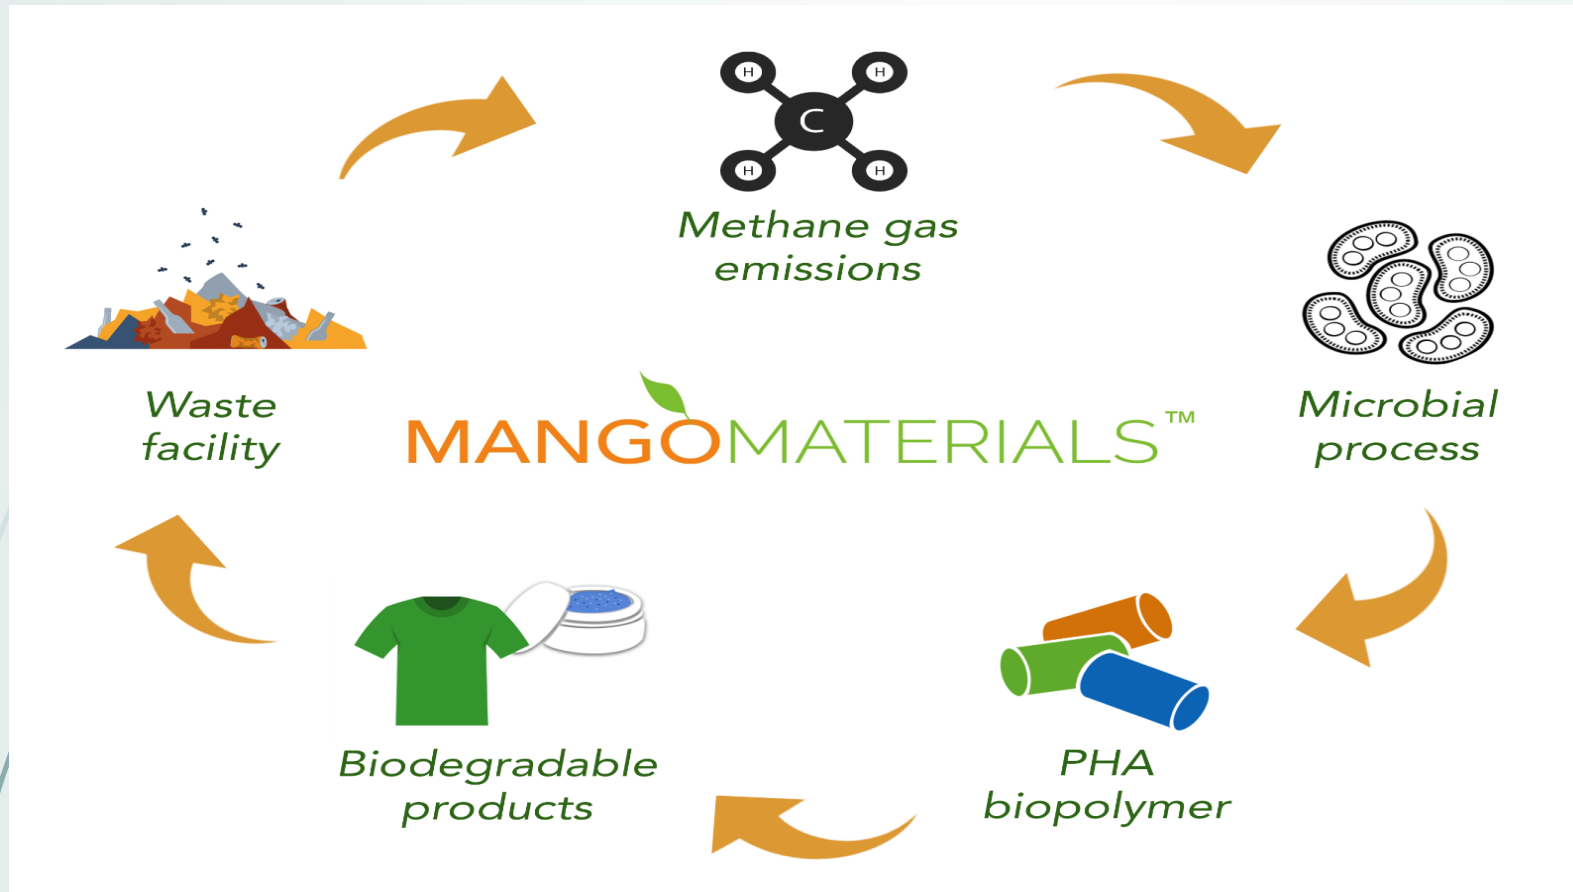 H
H
C
H
H
Methane gas
emissions
Waste
facility
MANGOMATERIALS™
Microbial
process
Biodegradable
products
PHA
biopolymer